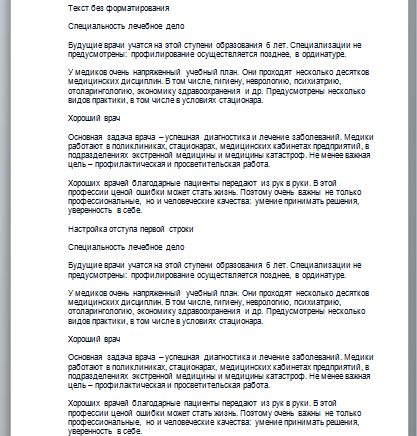 Текст без форматирования
Специальность лечебное дело
Будущие врачи учатся на этой ступени образования 6 лет. Специализации не
предусмотрены: профилирование осуществляется позднее, в ординатуре.
У медиков очень напряженный учебный план. Они проходят несколько десятков
медицинских дисциплин. В том числе, гигиену, неврологию, психиатрию,
отоларингологию, экономику здравоохранения и др. Предусмотрены несколько
видов практики, в том числе в условиях стационара.
Хороший врач
Основная задача врача – успешная диагностика и лечение заболеваний. Медики
работают в поликлиниках, стационарах, медицинских кабинетах предприятий, в
подразделениях экстренной медицины и медицины катастроф. Не менее важная
цель – профилактическая и просветительская работа.
Хороших врачей благодарные пациенты передают из рук в руки. В этой
профессии ценой ошибки может стать жизнь. Поэтому очень важны не только
профессиональные, но и человеческие качества: умение принимать решения,
уверенность в себе.
Настройка отступа первой строки
Специальность лечебное дело
Будущие врачи учатся на этой ступени образования 6 лет. Специализации не
предусмотрены: профилирование осуществляется позднее, в ординатуре.
У медиков очень напряженный учебный план. Они проходят несколько десятков
медицинских дисциплин. В том числе, гигиену, неврологию, психиатрию,
отоларингологию, экономику здравоохранения и др. Предусмотрены несколько
видов практики, в том числе в условиях стационара.
Хороший врач
Основная задача врача – успешная диагностика и лечение заболеваний. Медики
работают в поликлиниках, стационарах, медицинских кабинетах предприятий, в
подразделениях экстренной медицины и медицины катастроф. Не менее важная
цель – профилактическая и просветительская работа.
Хороших врачей благодарные пациенты передают из рук в руки. В этой
профессии ценой ошибки может стать жизнь. Поэтому очень важны не только
профессиональные, но и человеческие качества: умение принимать решения,
уверенность в себе.